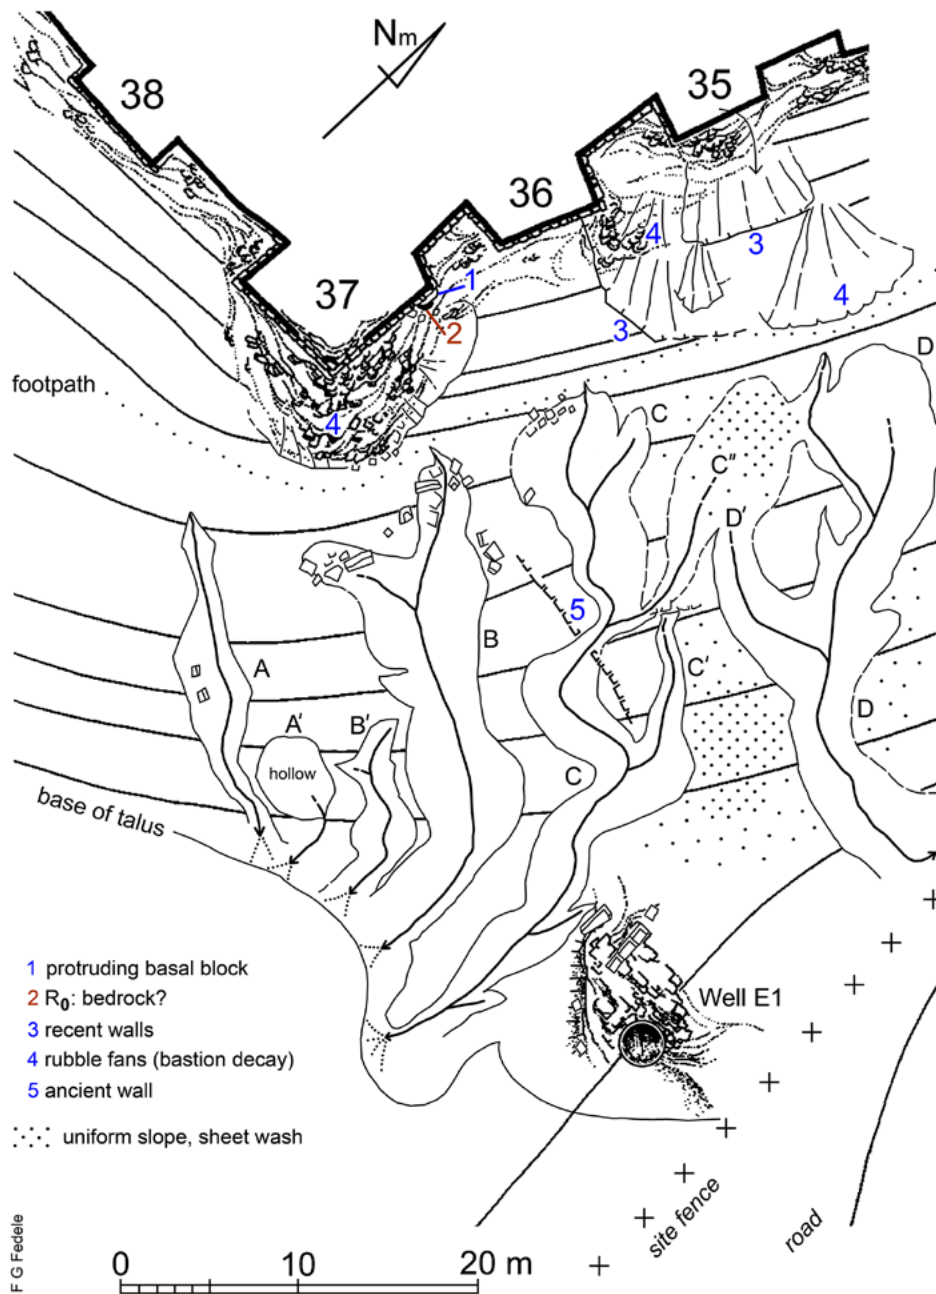 Nm
38
35
36
4
3
1
37
4
2
3
D
footpath
C
4
C"
D'
5
B
A
C'
A'
B'
D
hollow
C
base of talus
1 protruding basal block
2 R0: bedrock?
Well E1
3 recent walls
4 rubble fans (bastion decay)
5 ancient wall
uniform slope, sheet wash
site fence
road
F G Fedele
0 10 20 m